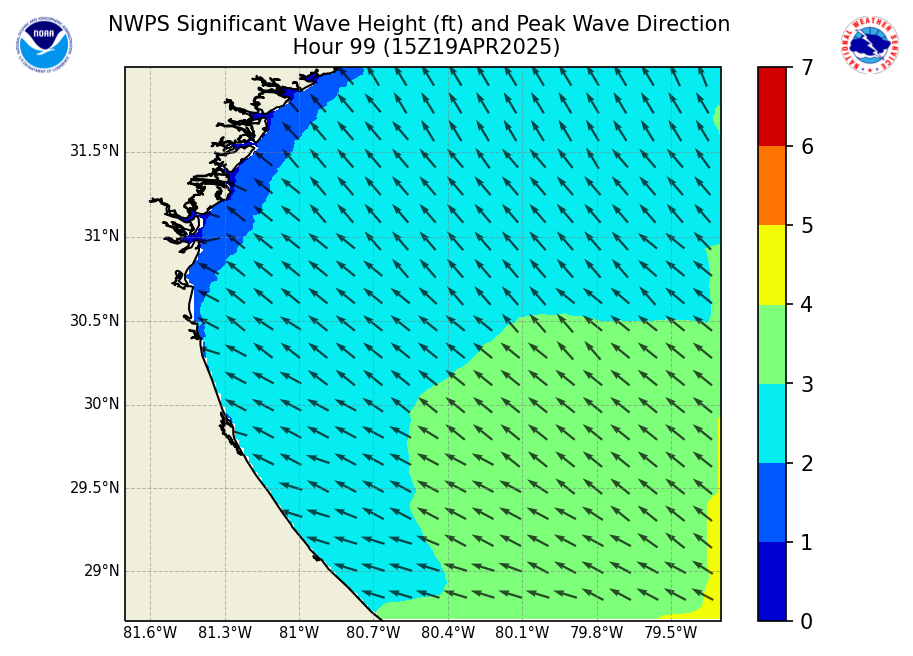 NWPS Significant Wave Height (ft) and Peak Wave Direction
Hour 99 (15Z19APR2025)
NOAA
NATIONAL WEATHER SERVICE
31.5°N
31°N
30.5°N
30°N
29.5°N
29°N
81.6°W 81.3°W 81°W 80.7°W 80.4°W 80.1°W 79.8°W 79.5°W
7
6
5
4
3
2
1
0